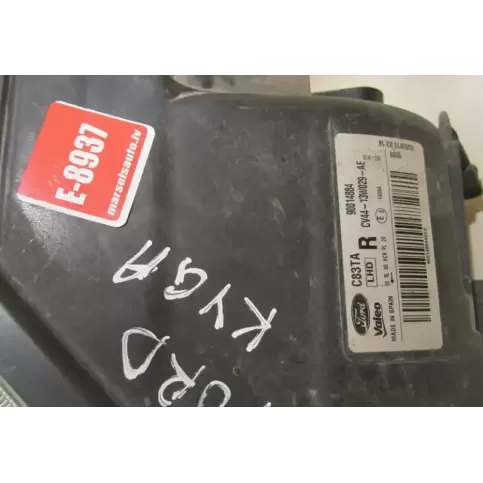 E-8937
marselsauto.lv
FORD
KYGA
90014884
CV44-13W029-AE
C83TA
R
LHD
Ford
Valeo
MADE IN SPAIN